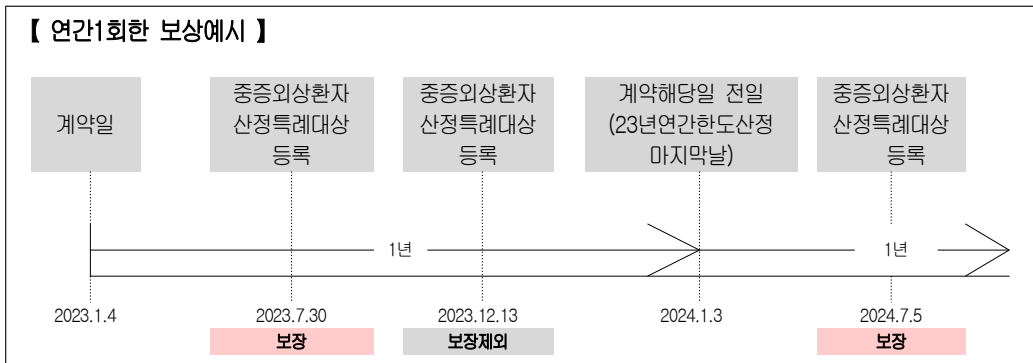 【 연간1회한 보상예시 】
계약일
중증외상환자
산정특례대상
등록
중증외상환자
산정특례대상
등록
계약해당일 전일
(23년연간한도산정
마지막날)
중증외상환자
산정특례대상
등록
1년
1년
2023.1.4
2023.7.30
2023.12.13
2024.1.3
2024.7.5
보장
보장제외
보장